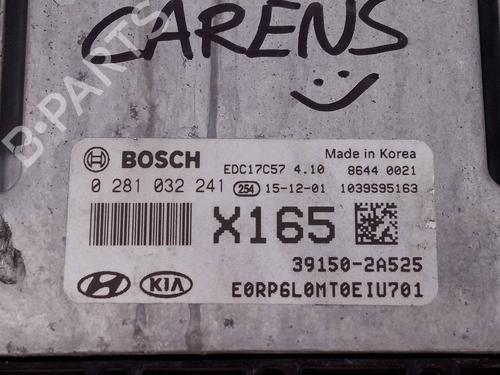 CARENS
B-PARTS
BOSCH
EDC17C57 4.10
Made in Korea
8644 0021
0 281 032 241
254
15-12-01
1039S95163
X165
39150-2A525
HYUNDAI
KIA
E0RP6L0MT0EIU701